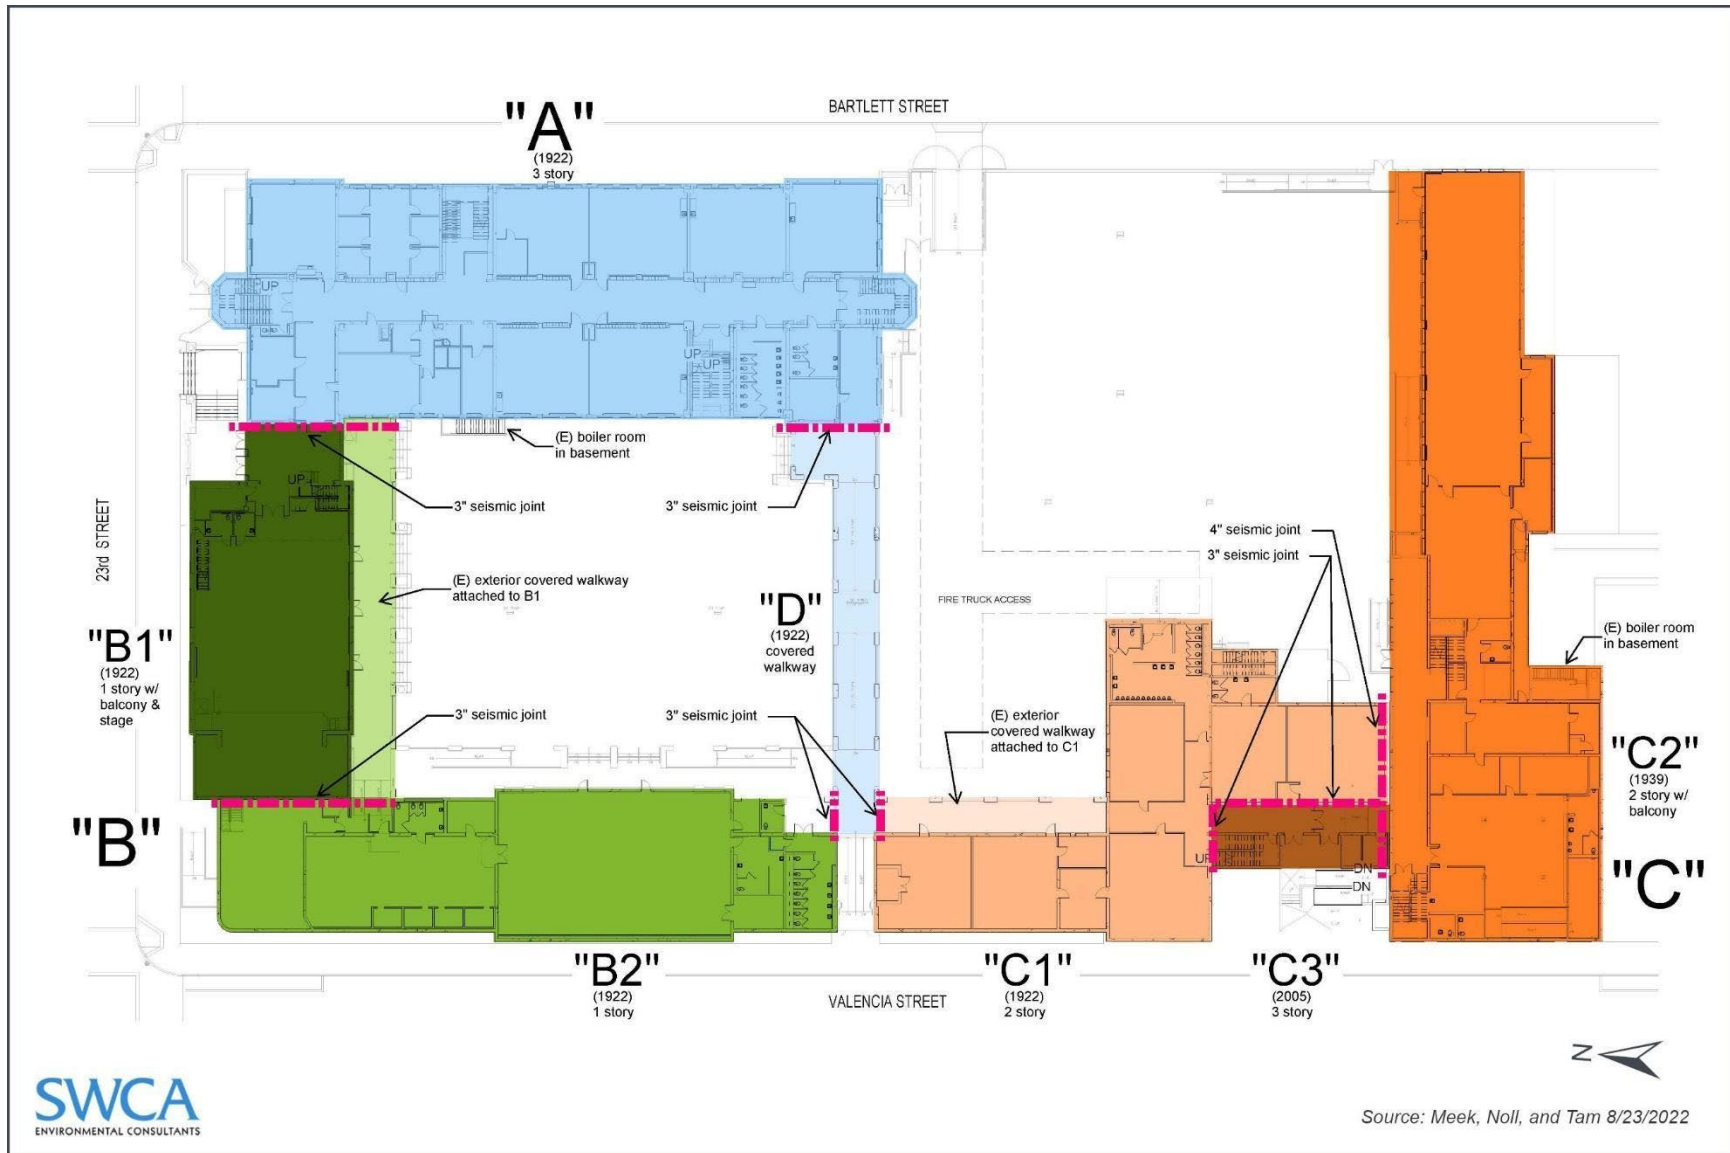 BARTLETT STREET
"A"
(1922)
3 story
UP
UP
UP
(E) boiler room
in basement
3" seismic joint
3" seismic joint
UP
23rd STREET
4" seismic joint
3" seismic joint
(E) exterior covered walkway
attached to B1
"D"
(1922)
covered
walkway
FIRE TRUCK ACCESS
"B1"
(1922)
1 story w/
balcony &
stage
(E) boiler room
in basement
3" seismic joint
3" seismic joint
(E) exterior
covered walkway
attached to C1
"C2"
(1939)
2 story w/
balcony
"B"
UP
DN
DN
"C"
"B2"
(1922)
1 story
"C1"
(1922)
2 story
"C3"
(2005)
3 story
VALENCIA STREET
N
SWCA
ENVIRONMENTAL CONSULTANTS
Source: Meek, Noll, and Tam 8/23/2022